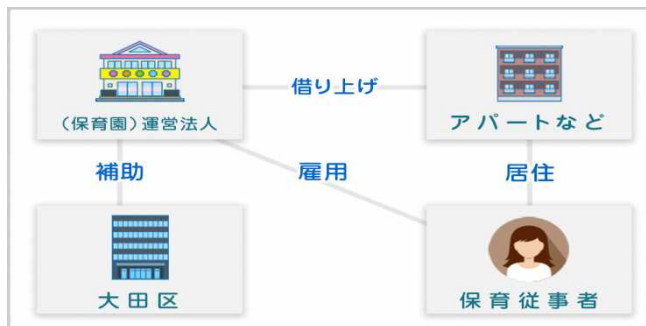 借り上げ
(保育園)運営法人
アパートなど
補助
雇用
居住
大田区
保育従事者